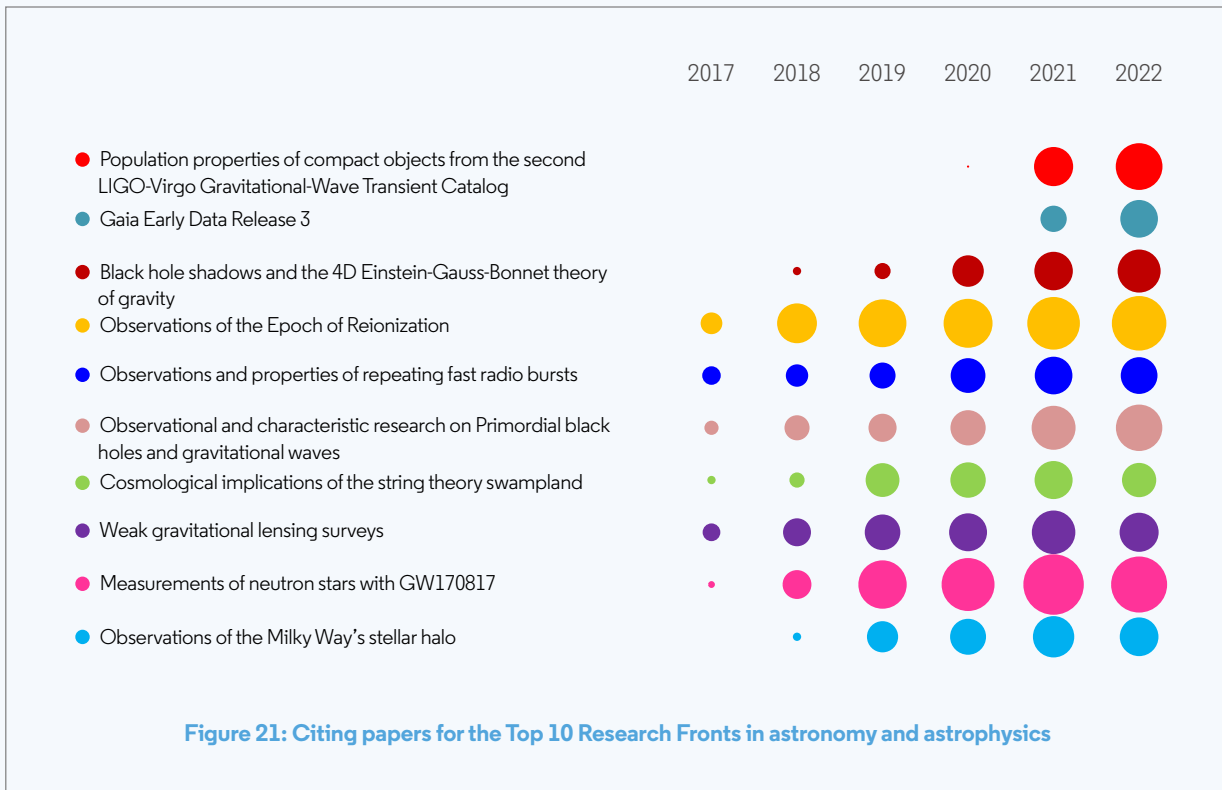 2017 2018 2019 2020 2021 2022
Population properties of compact objects from the second
LIGO-Virgo Gravitational-Wave Transient Catalog
Gaia Early Data Release 3
Black hole shadows and the 4D Einstein-Gauss-Bonnet theory
of gravity
Observations of the Epoch of Reionization
Observations and properties of repeating fast radio bursts
Observational and characteristic research on Primordial black
holes and gravitational waves
Cosmological implications of the string theory swampland
Weak gravitational lensing surveys
Measurements of neutron stars with GW170817
Observations of the Milky Way’s stellar halo
Figure 21: Citing papers for the Top 10 Research Fronts in astronomy and astrophysics